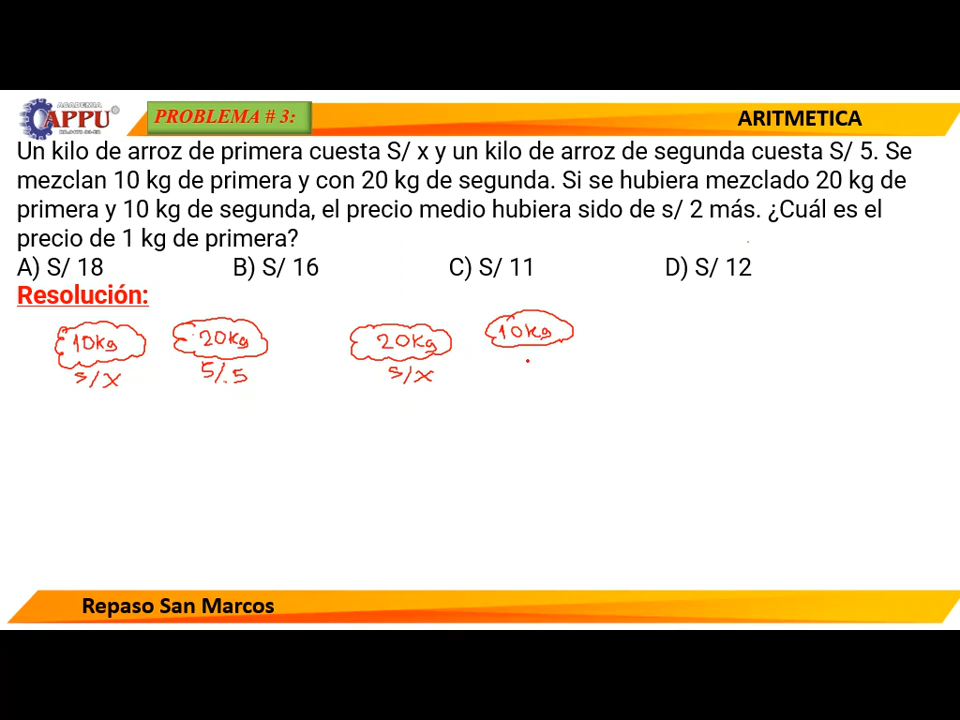 ACADEMIA
APPU
PROBLEMA # 3:
ARITMETICA
Un kilo de arroz de primera cuesta S/ x y un kilo de arroz de segunda cuesta S/ 5. Se
mezclan 10 kg de primera y con 20 kg de segunda. Si se hubiera mezclado 20 kg de
primera y 10 kg de segunda, el precio medio hubiera sido de s/ 2 más. ¿Cuál es el
precio de 1 kg de primera?
A) S/ 18 B) S/ 16 C) S/ 11 D) S/ 12
Resolución:
10kg 20kg 20kg 10kg
S/X S/.5 S/X
Repaso San Marcos